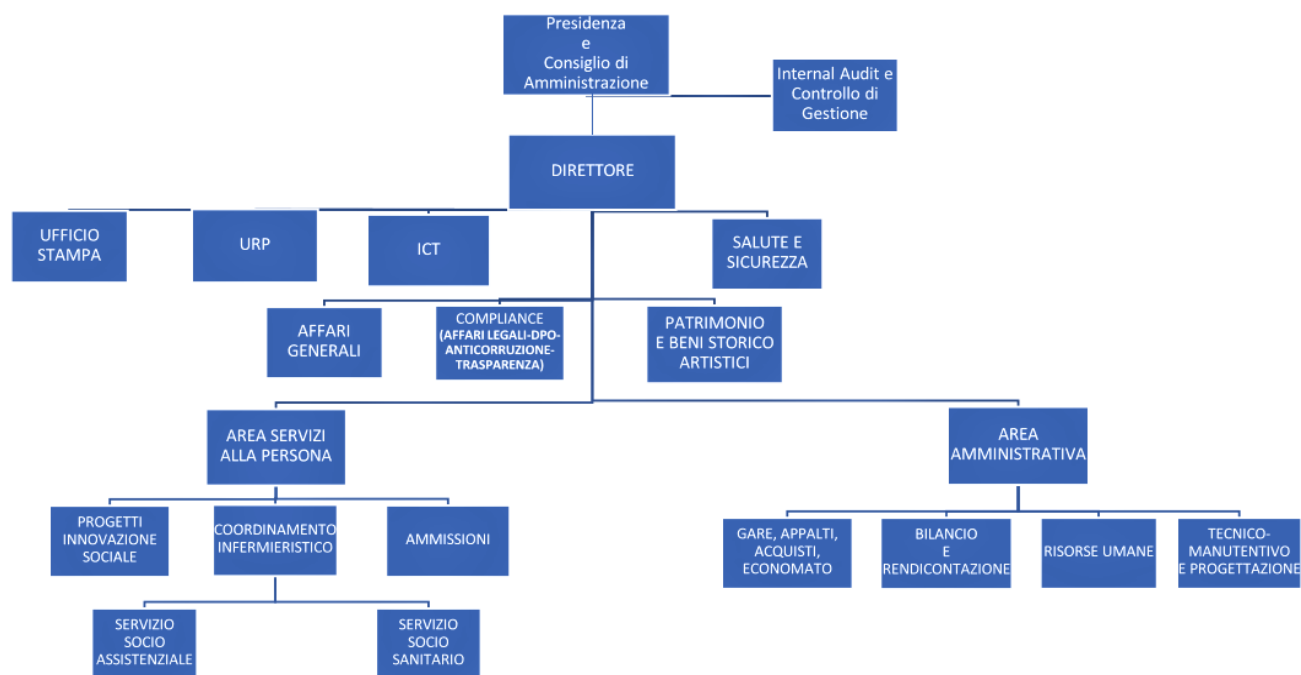 Presidenza
e
Consiglio di
Amministrazione
Internal Audit e
Controllo di
Gestione
DIRETTORE
UFFICIO
STAMPA
URP
ICT
SALUTE E
SICUREZZA
AFFARI
GENERALI
COMPLIANCE
(AFFARI LEGALI-DPO-
ANTICORRUZIONE-
TRASPARENZA)
PATRIMONIO
E BENI STORICO
ARTISTICI
AREA SERVIZI
ALLA PERSONA
AREA
AMMINISTRATIVA
PROGETTI
INNOVAZIONE
SOCIALE
COORDINAMENTO
INFERMIERISTICO
AMMISSIONI
GARE, APPALTI,
ACQUISTI,
ECONOMATO
BILANCIO
E
RENDICONTAZIONE
RISORSE UMANE
TECNICO-
MANUTENTIVO
E PROGETTAZIONE
SERVIZIO
SOCIO
ASSISTENZIALE
SERVIZIO
SOCIO
SANITARIO